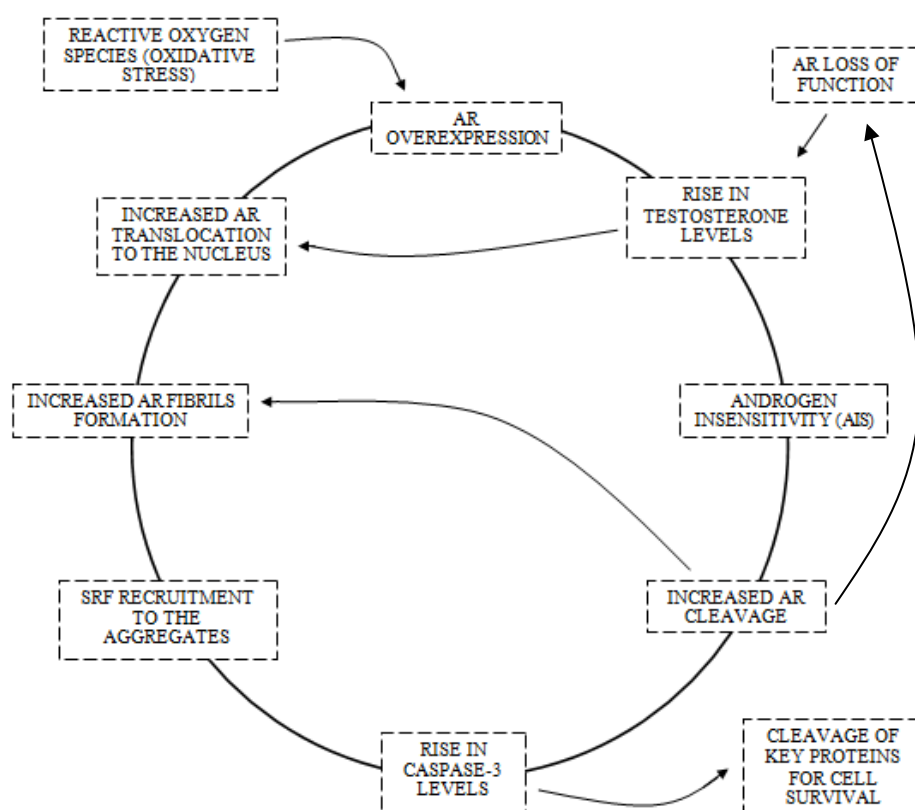 REACTIVE OXYGEN
SPECIES (OXIDATIVE
STRESS)
AR LOSS OF
FUNCTION
AR
OVEREXPRESSION
RISE IN
TESTOSTERONE
LEVELS
INCREASED AR
TRANSLOCATION
TO THE NUCLEUS
INCREASED AR FIBRILS
FORMATION
ANDROGEN
INSENSITIVITY (AIS)
SRF RECRUITMENT
TO THE
AGGREGATES
INCREASED AR
CLEAVAGE
RISE IN
CASPASE-3
LEVELS
CLEAVAGE OF
KEY PROTEINS
FOR CELL
SURVIVAL